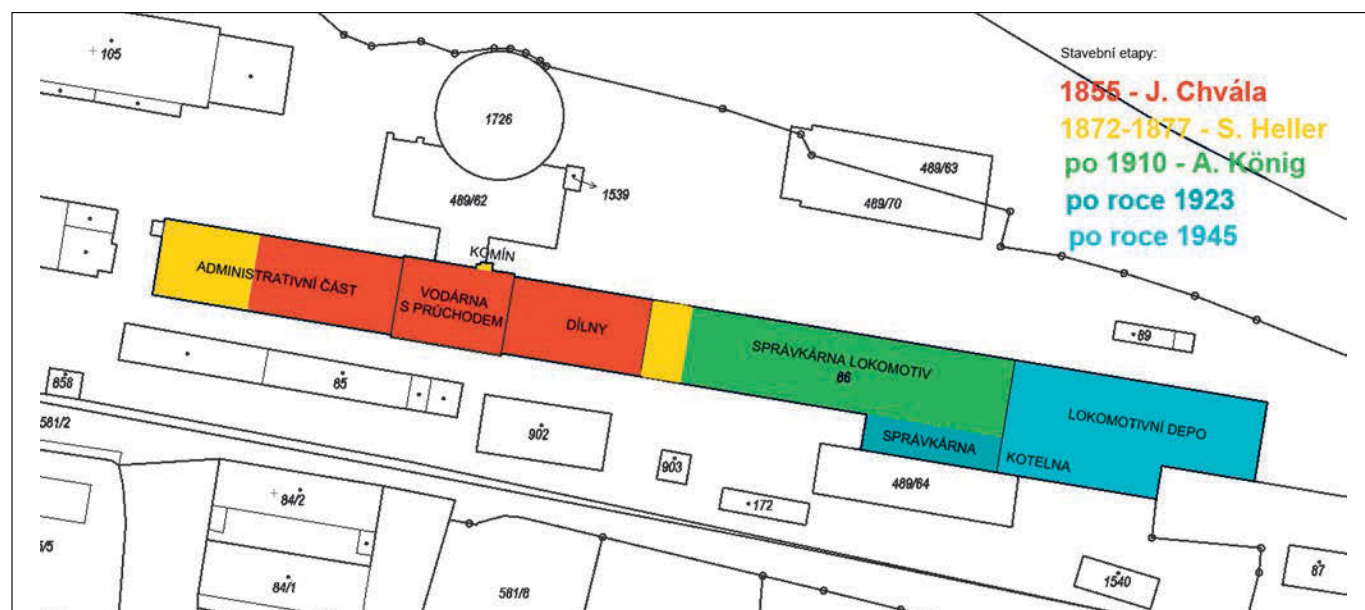 Stavební etapy:
1855 - J. Chvála
1872-1877 - S. Heller
po 1910 - A. König
po roce 1923
po roce 1945
105
1726
489/62
1539
489/63
489/70
KOMÍN
ADMINISTRATIVNÍ ČÁST
VODÁRNA
S PRŮCHODEM
DÍLNY
SPRÁVKÁRNA LOKOMOTIV
86
LOKOMOTIVNÍ DEPO
SPRÁVKÁRNA
KOTELNA
89
858
85
581/2
902
903
489/64
172
84/2
84/1
581/8
1540
87